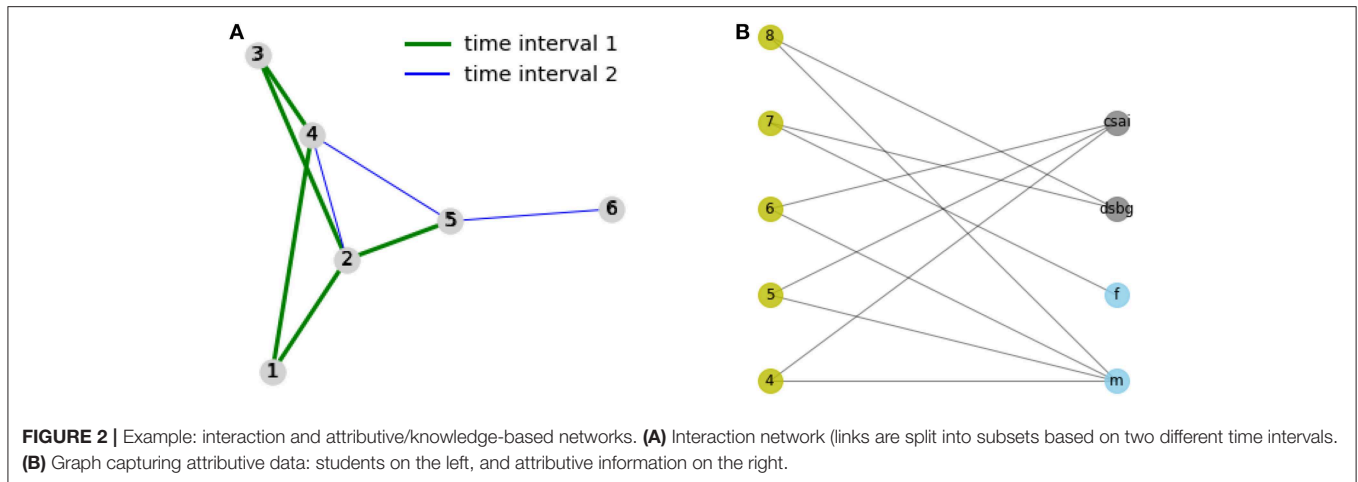 A
3
4
5
6
2
1
time interval 1
time interval 2
B
8
7
6
5
4
csai
dsbg
f
m
FIGURE 2 | Example: interaction and attributive/knowledge-based networks. (A) Interaction network (links are split into subsets based on two different time intervals.
(B) Graph capturing attributive data: students on the left, and attributive information on the right.